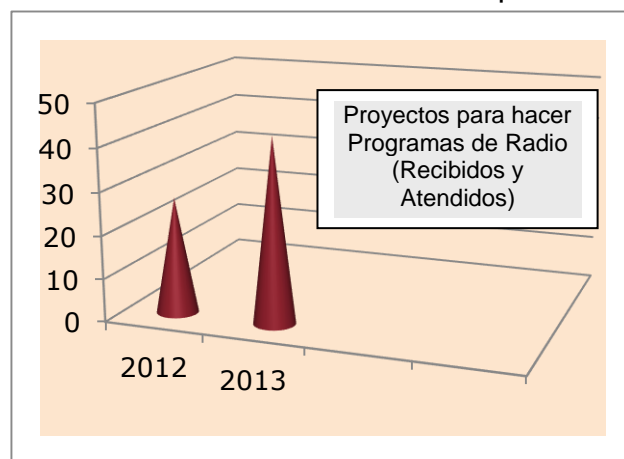 50
40
30
20
10
0
2012
2013
Proyectos para hacer
Programas de Radio
(Recibidos y
Atendidos)